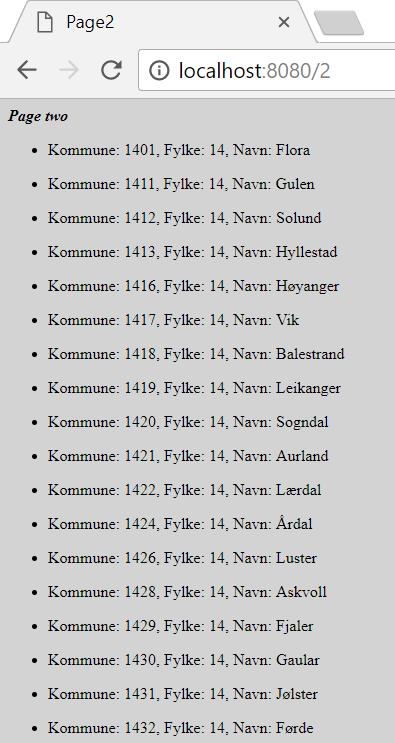 Page2
localhost:8080/2
Page two
• Kommune: 1401, Fylke: 14, Navn: Flora
• Kommune: 1411, Fylke: 14, Navn: Gulen
• Kommune: 1412, Fylke: 14, Navn: Solund
• Kommune: 1413, Fylke: 14, Navn: Hyllestad
• Kommune: 1416, Fylke: 14, Navn: Høyanger
• Kommune: 1417, Fylke: 14, Navn: Vik
• Kommune: 1418, Fylke: 14, Navn: Balestrand
• Kommune: 1419, Fylke: 14, Navn: Leikanger
• Kommune: 1420, Fylke: 14, Navn: Sogndal
• Kommune: 1421, Fylke: 14, Navn: Aurland
• Kommune: 1422, Fylke: 14, Navn: Lærdal
• Kommune: 1424, Fylke: 14, Navn: Årdal
• Kommune: 1426, Fylke: 14, Navn: Luster
• Kommune: 1428, Fylke: 14, Navn: Askvoll
• Kommune: 1429, Fylke: 14, Navn: Fjaler
• Kommune: 1430, Fylke: 14, Navn: Gaular
• Kommune: 1431, Fylke: 14, Navn: Jølster
• Kommune: 1432, Fylke: 14, Navn: Førde